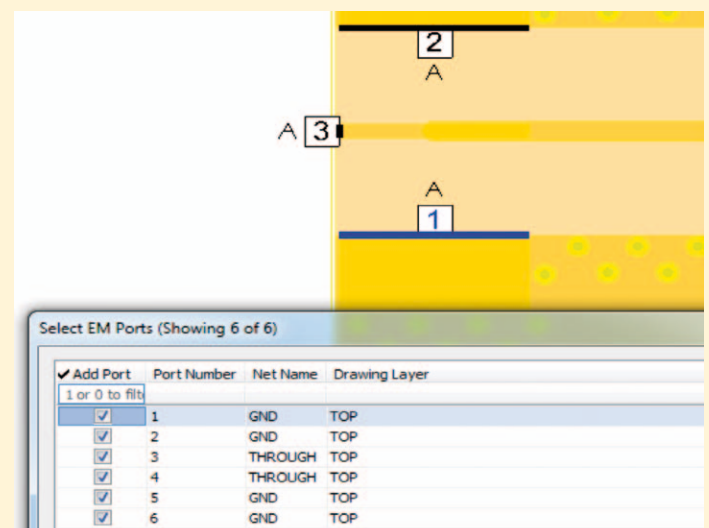 2
A
A 3
A
1
Select EM Ports (Showing 6 of 6)
✔ Add Port Port Number Net Name Drawing Layer
1 or 0 to filt
1 GND TOP
2 GND TOP
3 THROUGH TOP
4 THROUGH TOP
5 GND TOP
6 GND TOP